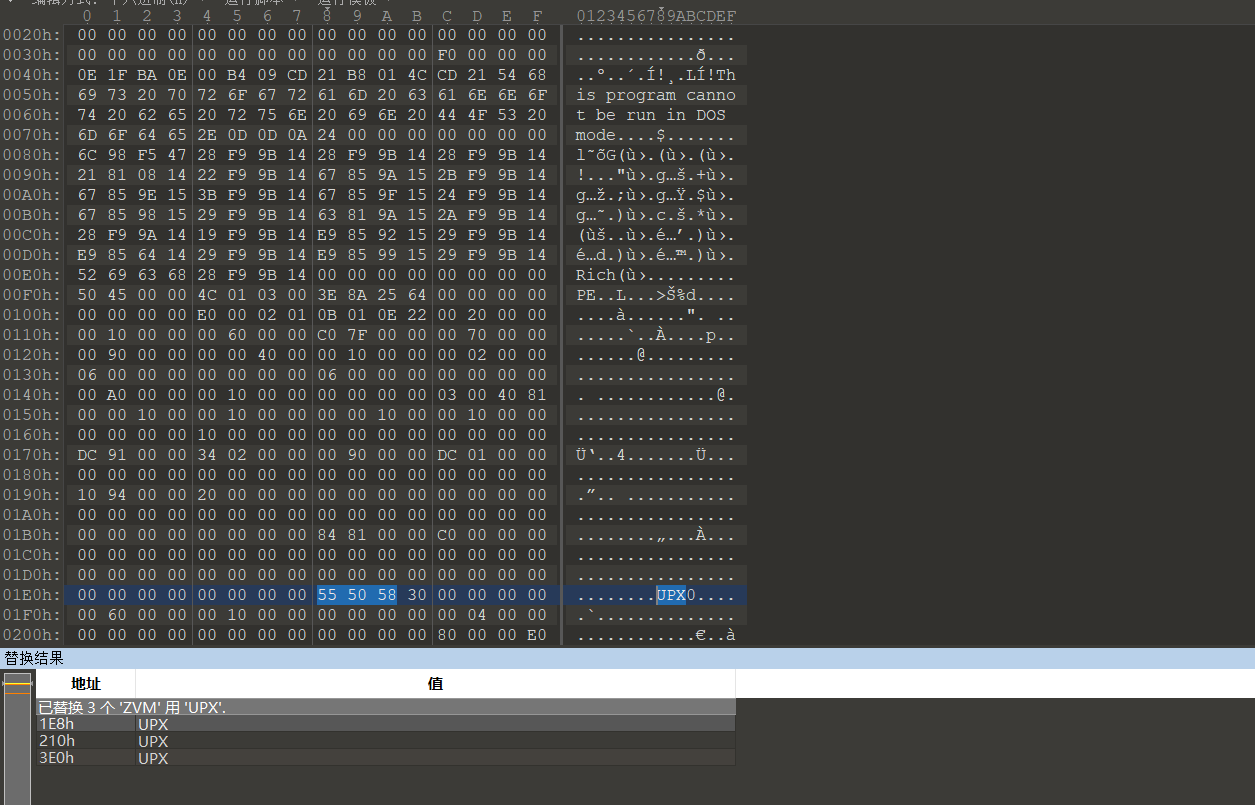 编辑方式: 十六进制(H) 运行脚本 运行模板
0 1 2 3 4 5 6 7 8 9 A B C D E F 0123456789ABCDEF
0020h: 00 00 00 00 00 00 00 00 00 00 00 00 00 00 00 00 ................
0030h: 00 00 00 00 00 00 00 00 00 00 00 00 F0 00 00 00 ............ð...
0040h: 0E 1F BA 0E 00 B4 09 CD 21 B8 01 4C CD 21 54 68 ..º..´.Í!¸.LÍ!Th
0050h: 69 73 20 70 72 6F 67 72 61 6D 20 63 61 6E 6E 6F is program canno
0060h: 74 20 62 65 20 72 75 6E 20 69 6E 20 44 4F 53 20 t be run in DOS
0070h: 6D 6F 64 65 2E 0D 0D 0A 24 00 00 00 00 00 00 00 mode....$.......
0080h: 6C 98 F5 47 28 F9 9B 14 28 F9 9B 14 28 F9 9B 14 l˜õG(ù›.(ù›.(ù›.
0090h: 21 81 08 14 22 F9 9B 14 67 85 9A 15 2B F9 9B 14 !..."ù›.g…š.+ù›.
00A0h: 67 85 9E 15 3B F9 9B 14 67 85 9F 15 24 F9 9B 14 g…ž.;ù›.g…Ÿ.$ù›.
00B0h: 67 85 98 15 29 F9 9B 14 63 81 9A 15 2A F9 9B 14 g…˜.)ù›.c.š.*ù›.
00C0h: 28 F9 9A 14 19 F9 9B 14 E9 85 92 15 29 F9 9B 14 (ùš..ù›.é…’.)ù›.
00D0h: E9 85 64 14 29 F9 9B 14 E9 85 99 15 29 F9 9B 14 é…d.)ù›.é…™.)ù›.
00E0h: 52 69 63 68 28 F9 9B 14 00 00 00 00 00 00 00 00 Rich(ù›.........
00F0h: 50 45 00 00 4C 01 03 00 3E 8A 25 64 00 00 00 00 PE..L...>Š%d....
0100h: 00 00 00 00 E0 00 02 01 0B 01 0E 22 00 20 00 00 ....à......". ..
0110h: 00 10 00 00 00 60 00 00 C0 7F 00 00 00 70 00 00 .....`..À....p..
0120h: 00 90 00 00 00 00 40 00 00 10 00 00 00 02 00 00 ......@.........
0130h: 06 00 00 00 00 00 00 00 06 00 00 00 00 00 00 00 ................
0140h: 00 A0 00 00 00 10 00 00 00 00 00 00 03 00 40 81 . ............@.
0150h: 00 00 10 00 00 10 00 00 00 00 10 00 00 10 00 00 ................
0160h: 00 00 00 00 10 00 00 00 00 00 00 00 00 00 00 00 ................
0170h: DC 91 00 00 34 02 00 00 00 90 00 00 DC 01 00 00 Ü‘..4.......Ü...
0180h: 00 00 00 00 00 00 00 00 00 00 00 00 00 00 00 00 ................
0190h: 10 94 00 00 20 00 00 00 00 00 00 00 00 00 00 00 .”.. ...........
01A0h: 00 00 00 00 00 00 00 00 00 00 00 00 00 00 00 00 ................
01B0h: 00 00 00 00 00 00 00 00 84 81 00 00 C0 00 00 00 ........„...À...
01C0h: 00 00 00 00 00 00 00 00 00 00 00 00 00 00 00 00 ................
01D0h: 00 00 00 00 00 00 00 00 00 00 00 00 00 00 00 00 ................
01E0h: 00 00 00 00 00 00 00 00 55 50 58 30 00 00 00 00 ........UPX0....
01F0h: 00 60 00 00 00 10 00 00 00 00 00 00 00 04 00 00 .`..............
0200h: 00 00 00 00 00 00 00 00 00 00 00 00 80 00 00 E0 ............€..à
替换结果
地址 值
已替换 3 个 'ZVM' 用 'UPX'.
1E8h UPX
210h UPX
3E0h UPX